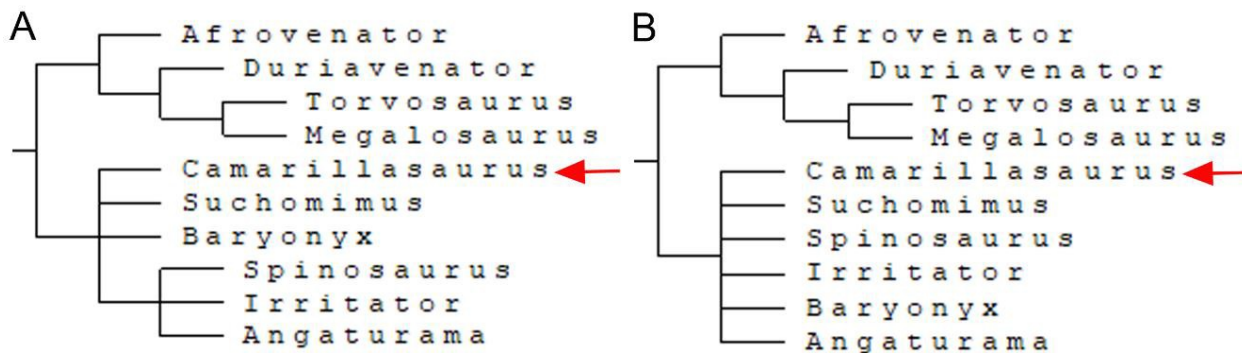 A
Afrovenator
Duriavenator
Torvosaurus
Megalosaurus
Camarillasaurus
Suchomimus
Baryonyx
Spinosaurus
Irritator
Angaturama
B
Afrovenator
Duriavenator
Torvosaurus
Megalosaurus
Camarillasaurus
Suchomimus
Spinosaurus
Irritator
Baryonyx
Angaturama